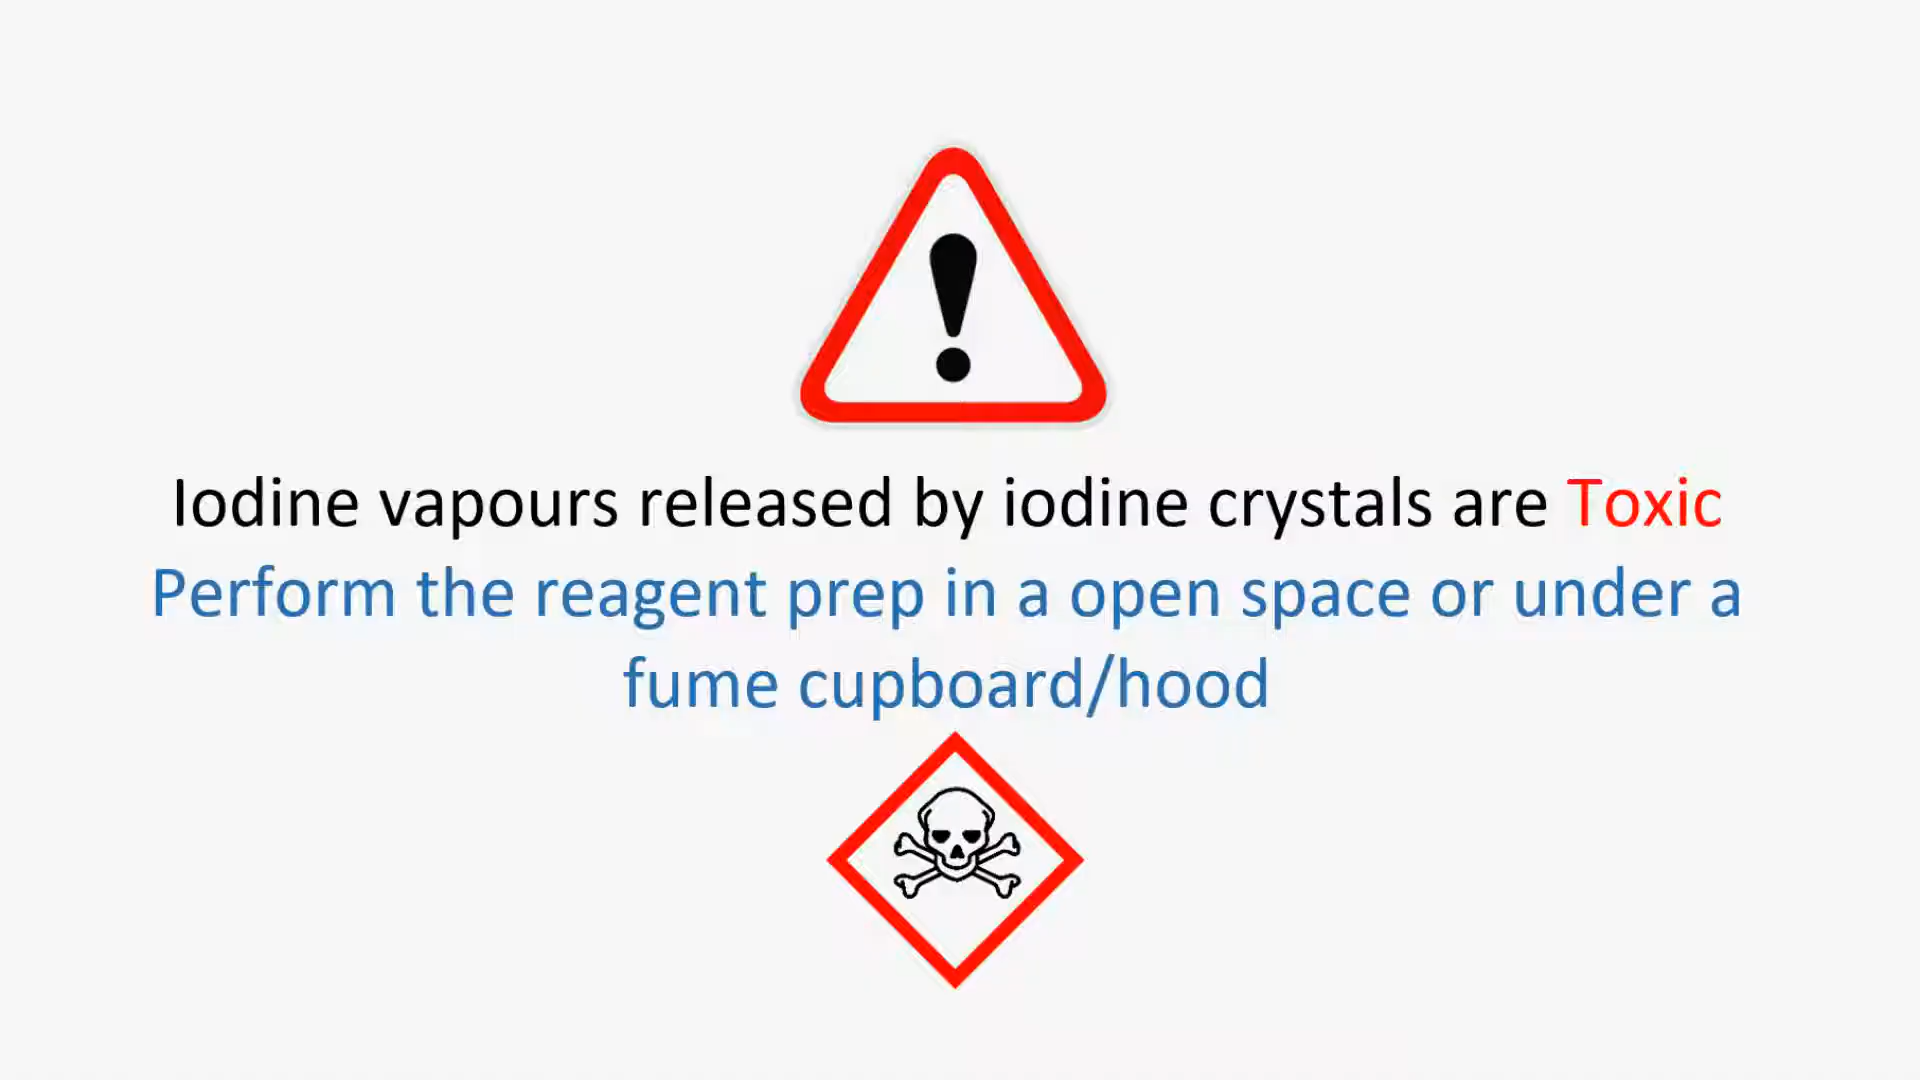 Iodine vapours released by iodine crystals are Toxic
Perform the reagent prep in a open space or under a
fume cupboard/hood